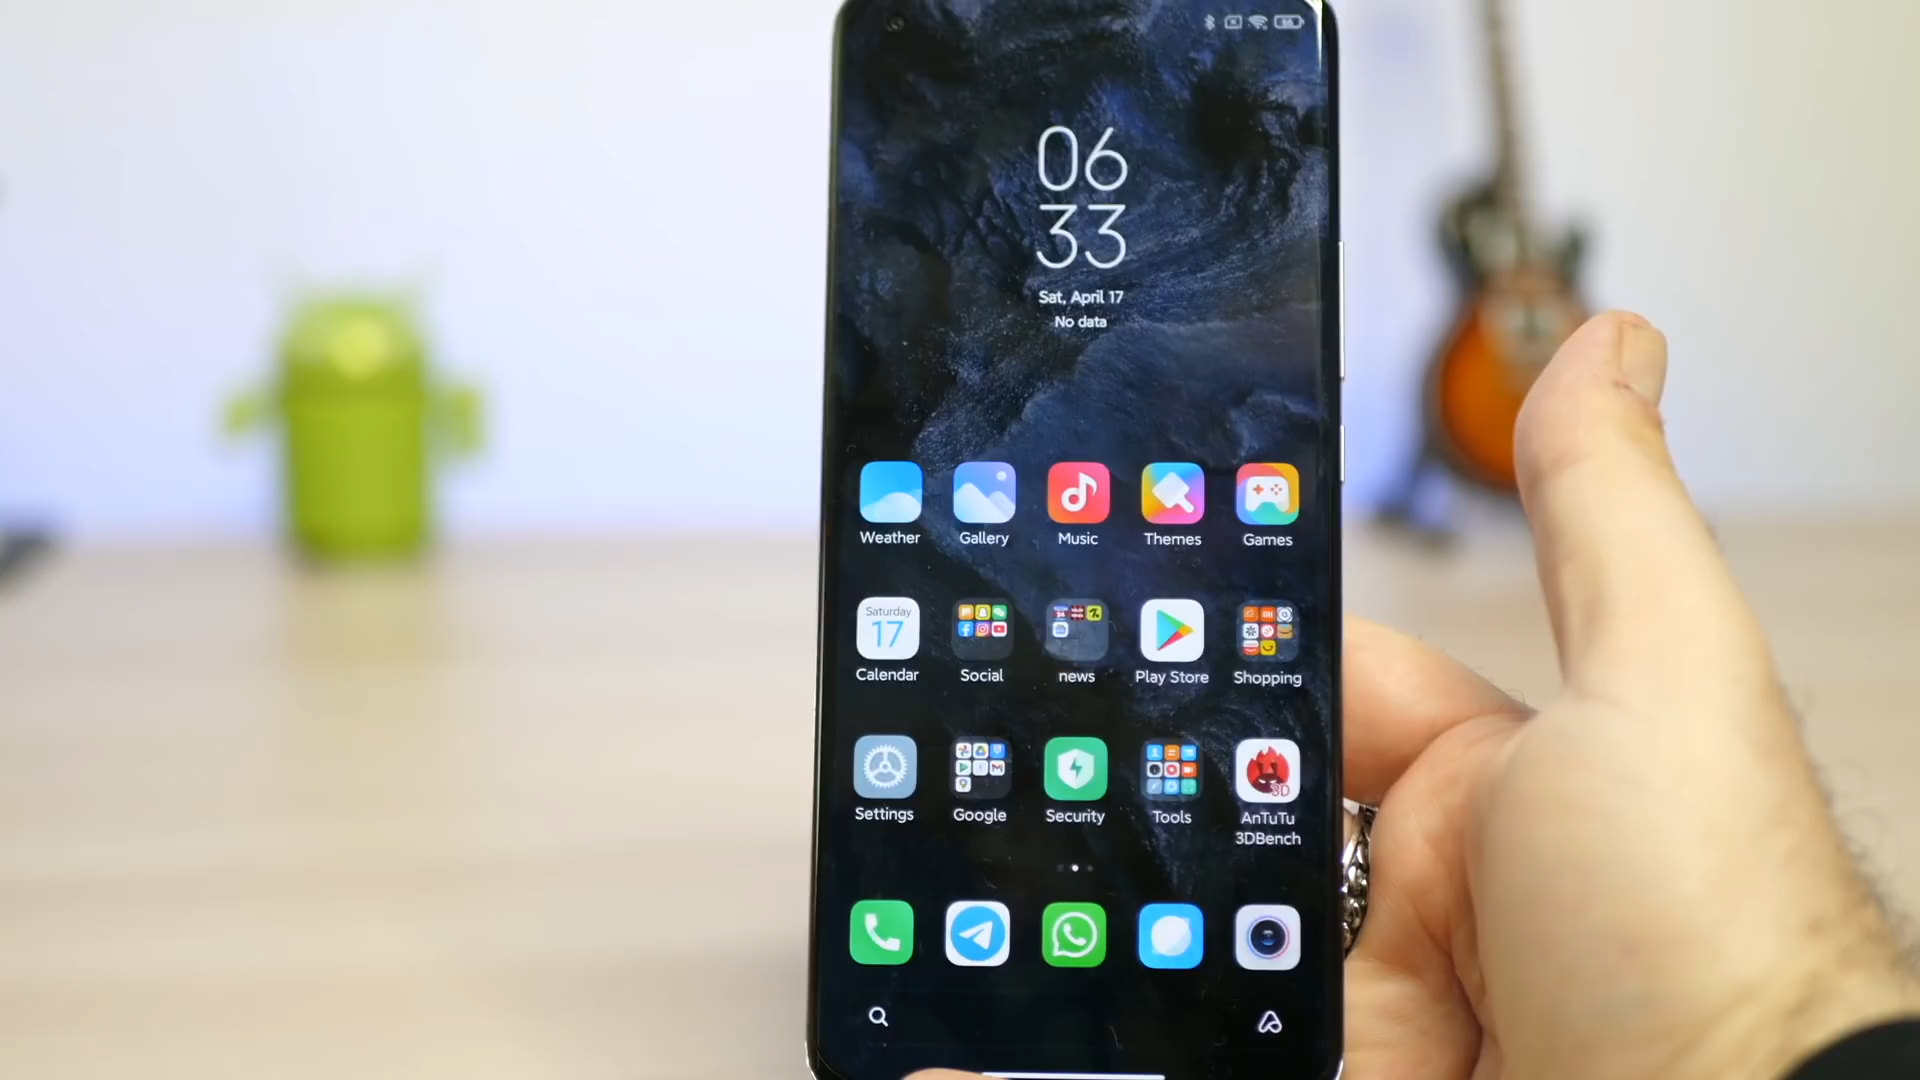 06
33
Sat, April 17
No data
Weather Gallery Music Themes Games
Saturday
17
Calendar Social news Play Store Shopping
3D
Settings Google Security Tools AnTuTu
3DBench